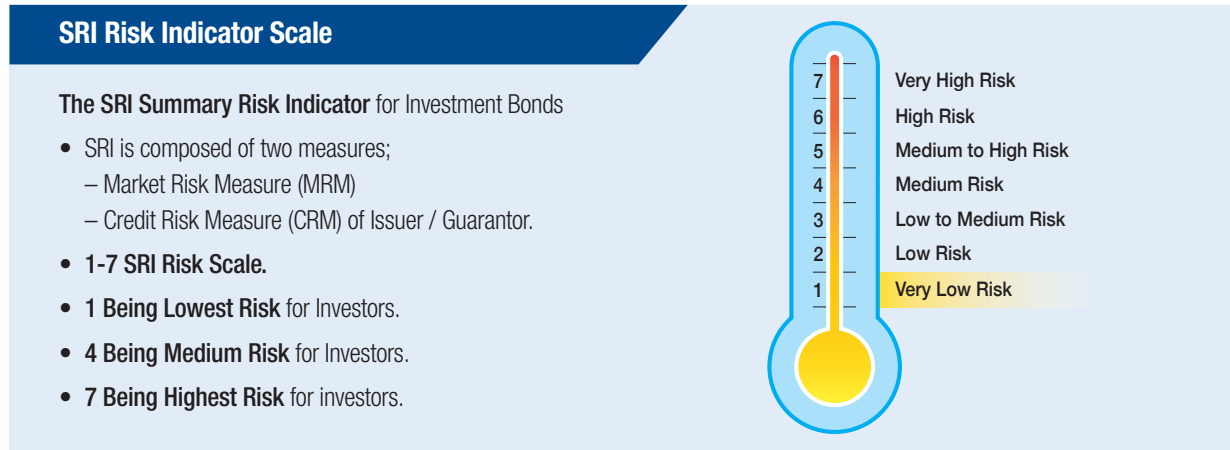 SRI Risk Indicator Scale
The SRI Summary Risk Indicator for Investment Bonds
• SRI is composed of two measures;
– Market Risk Measure (MRM)
– Credit Risk Measure (CRM) of Issuer / Guarantor.
• 1-7 SRI Risk Scale.
• 1 Being Lowest Risk for Investors.
• 4 Being Medium Risk for Investors.
• 7 Being Highest Risk for investors.
7 Very High Risk
6 High Risk
5 Medium to High Risk
4 Medium Risk
3 Low to Medium Risk
2 Low Risk
1 Very Low Risk